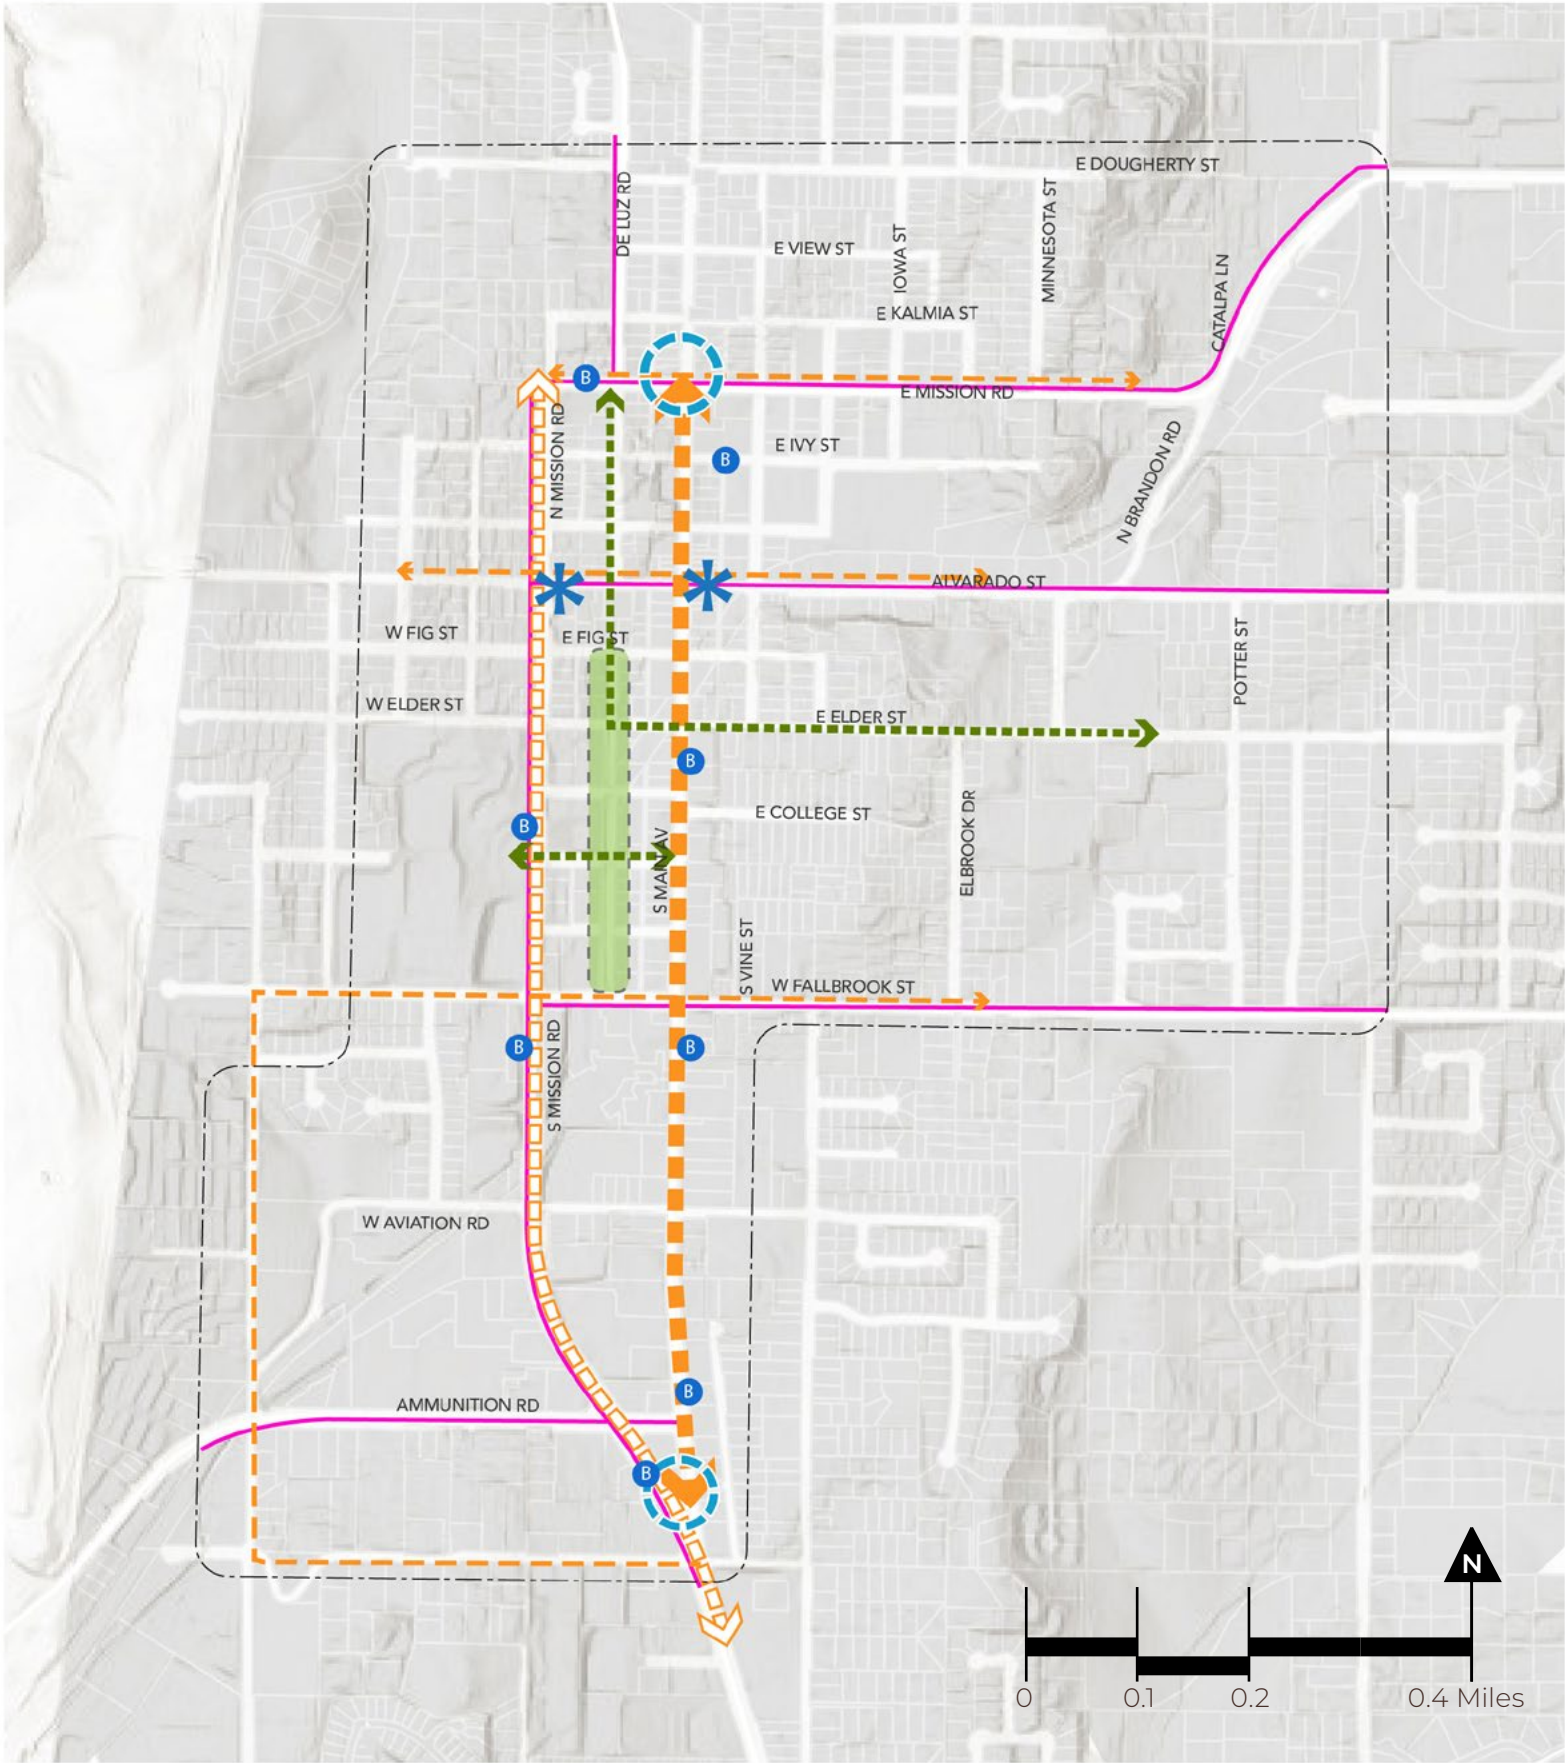 E DOUGHERTY ST
DE LUZ RD
MINNESOTA ST
E VIEW ST
IOWA ST
CATALPA LN
E KALMIA ST
B
E MISSION RD
N MISSION RD
E IVY ST
B
N BRANDON RD
ALVARADO ST
W FIG ST
E FIG ST
POTTER ST
W ELDER ST
E ELDER ST
B
E COLLEGE ST
B
ELBROOK DR
S MAIN AV
S VINE ST
W FALLBROOK ST
B
B
S MISSION RD
W AVIATION RD
B
AMMUNITION RD
B
N
0
0.1
0.2
0.4 Miles